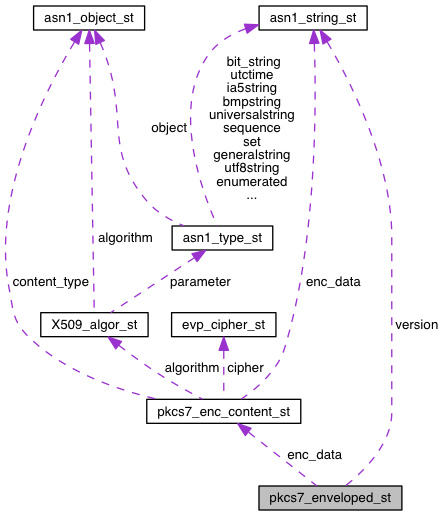 asn1_object_st
asn1_string_st
bit_string
utctime
ia5string
bmpstring
universalstring
sequence
set
generalstring
utf8string
enumerated
...
object
asn1_type_st
algorithm
content_type
parameter
enc_data
X509_algor_st
evp_cipher_st
version
algorithm
cipher
pkcs7_enc_content_st
enc_data
pkcs7_enveloped_st